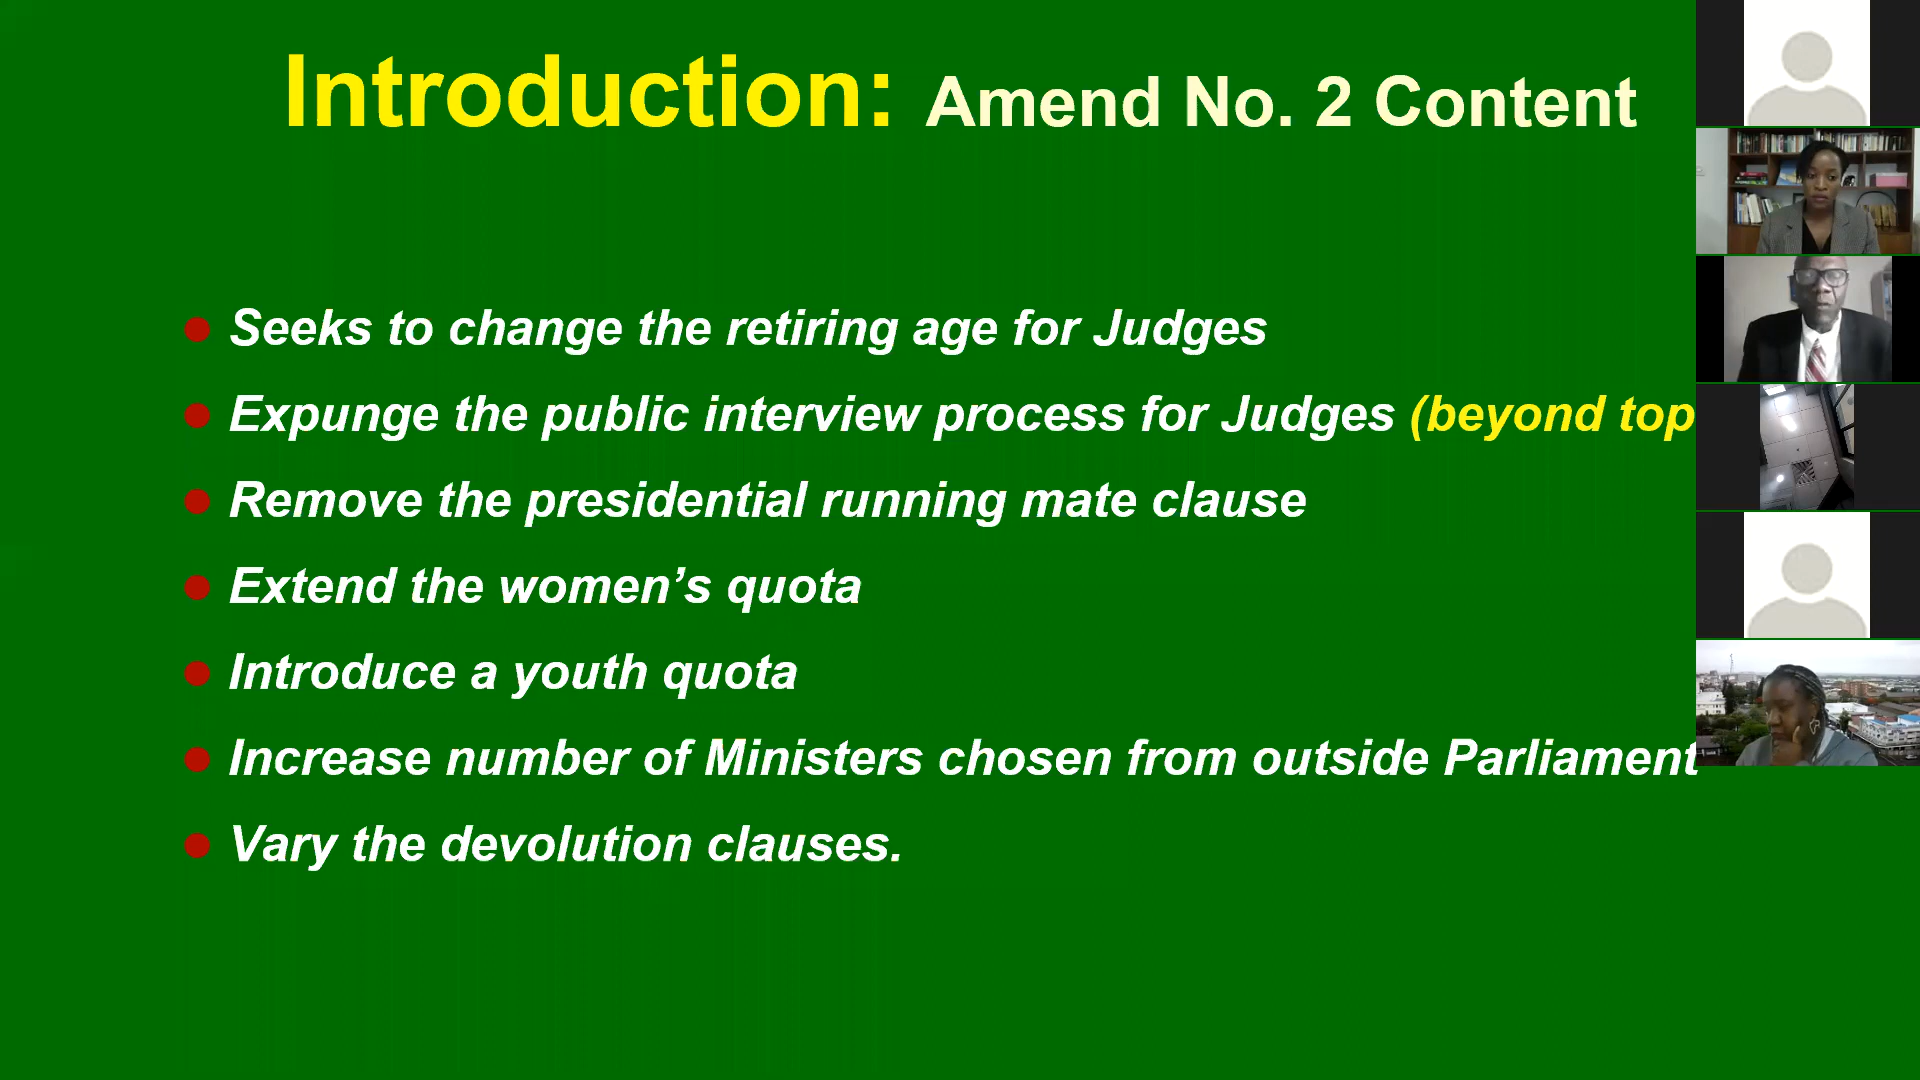 Introduction: Amend No. 2 Content
Seeks to change the retiring age for Judges
Expunge the public interview process for Judges (beyond top
Remove the presidential running mate clause
Extend the women’s quota
Introduce a youth quota
Increase number of Ministers chosen from outside Parliament
Vary the devolution clauses.